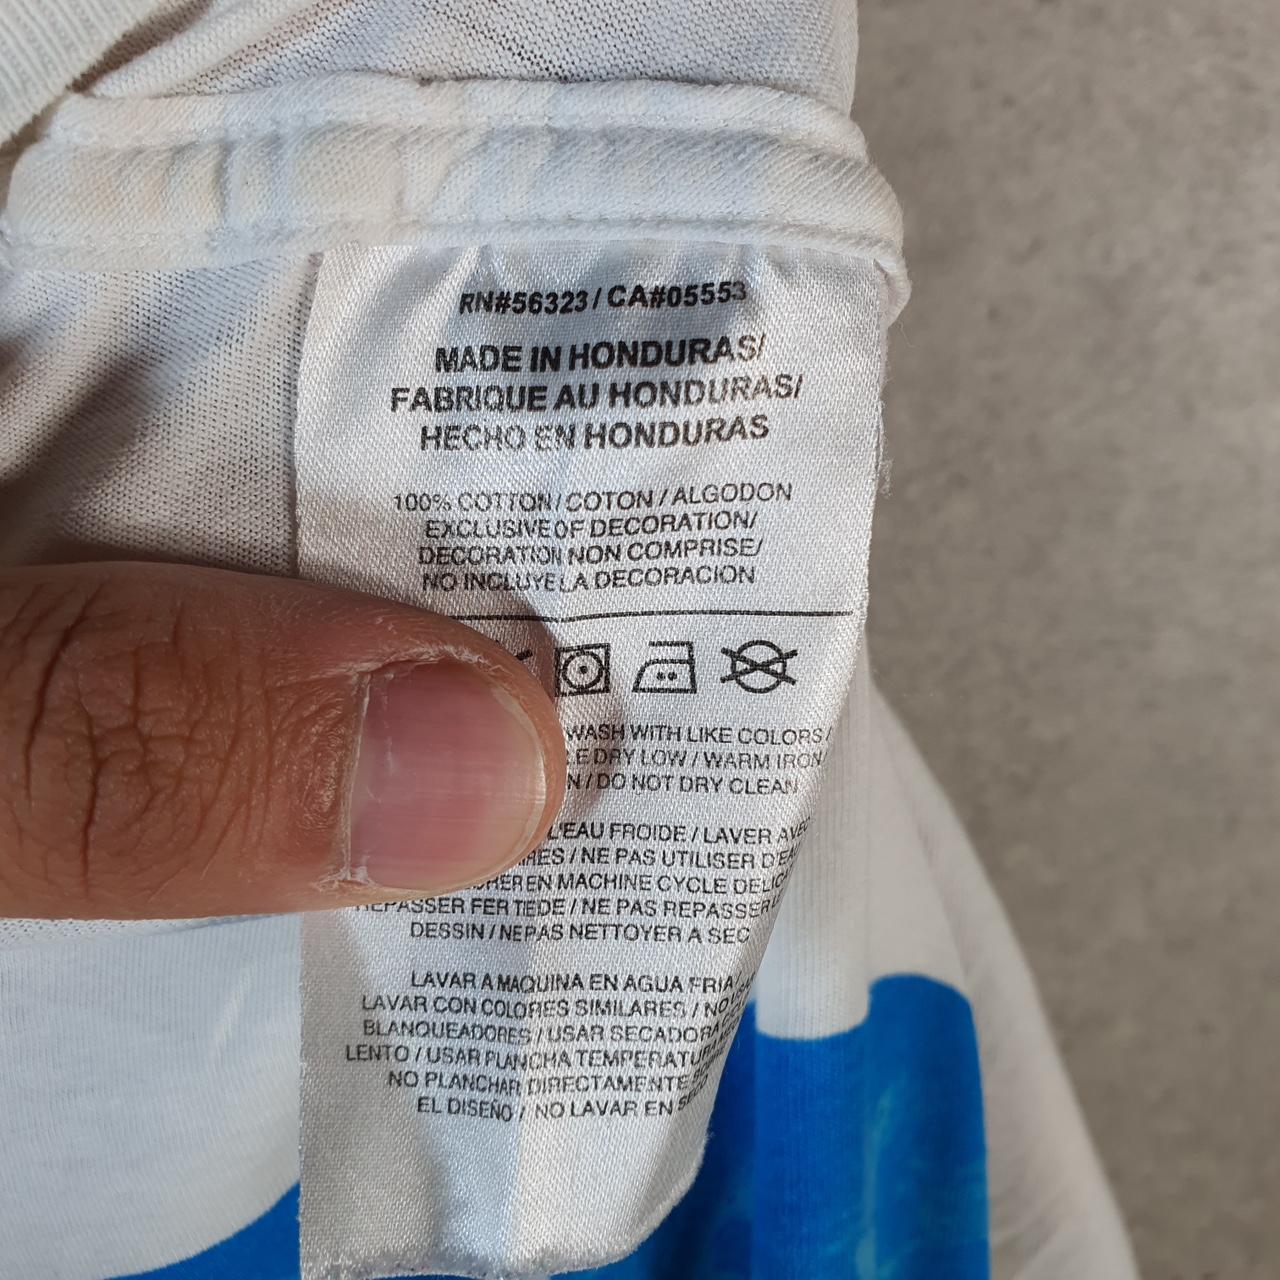 RN#56323 / CA#05553
MADE IN HONDURAS/
FABRIQUE AU HONDURAS/
HECHO EN HONDURAS
100% COTTON / COTON / ALGODON
EXCLUSIVE OF DECORATION/
DECORATION NON COMPRISE/
NO INCLUYE LA DECORACION
WASH WITH LIKE COLORS /
DRY LOW / WARM IRON
/ DO NOT DRY CLEAN
L'EAU FROIDE / LAVER AVEC
/ NE PAS UTILISER
EN MACHINE CYCLE
REPASSER FER TIEDE / NE PAS REPASSER
DESSIN / NE PAS NETTOYER A SEC
LAVAR A MAQUINA EN AGUA FRIA/
LAVAR CON COLORES SIMILARES / NO
BLANQUEADORES / USAR SECADORA
LENTO / USAR PLANCHA
NO PLANCHAR DIRECTAMENTE
EL DISEÑO / NO LAVAR EN